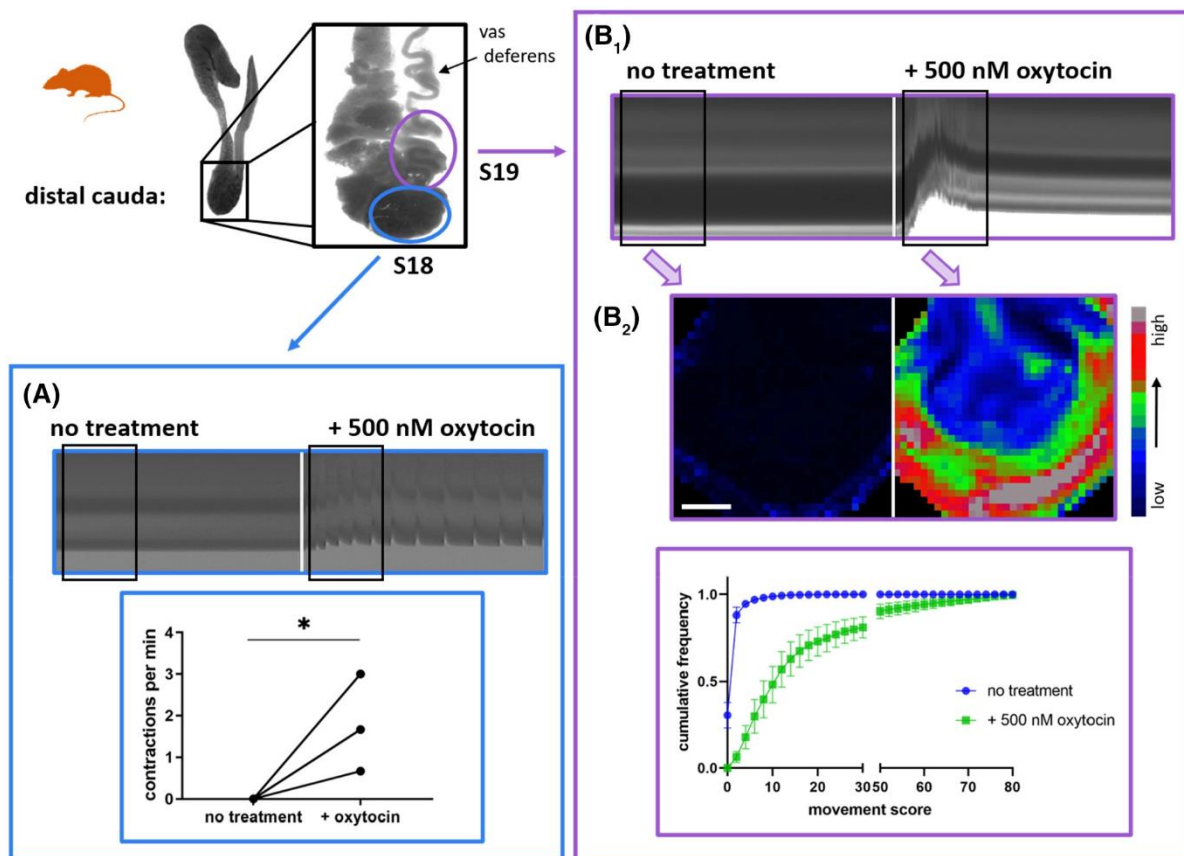 vas
deferens
distal cauda:
S19
S18
(A)
no treatment
+ 500 nM oxytocin
*
contractions per min
4
3
2
1
0
no treatment
+ oxytocin
(B1)
no treatment
+ 500 nM oxytocin
(B2)
high
low
cumulative frequency
1.0
0.5
0.0
0 10 20 30 50 60 70 80
movement score
no treatment
+ 500 nM oxytocin